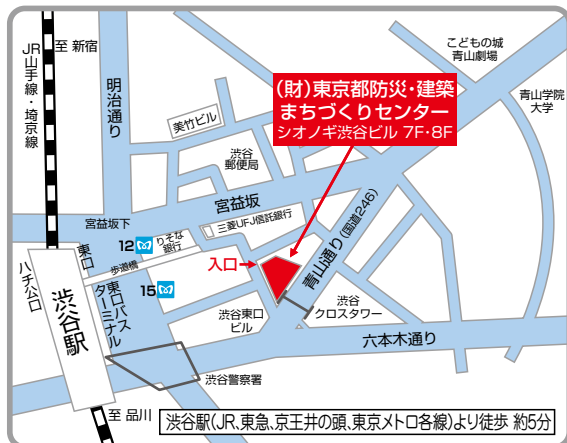 JR
山手線・埼京線
至 新宿
明治通り
こどもの城
青山劇場
青山学院
大学
(財)東京都防災・建築
まちづくりセンター
シオノギ渋谷ビル 7F・8F
美竹ビル
渋谷
郵便局
宮益坂
三菱UFJ信託銀行
青山通り(国道246)
宮益坂下
12
りそな
銀行
東口
歩道橋
入口
ハチ公口
渋谷駅
東口バス
ターミナル
15
渋谷東口
ビル
渋谷
クロスタワー
六本木通り
渋谷警察署
至 品川
渋谷駅(JR、東急、京王井の頭、東京メトロ各線)より徒歩 約5分